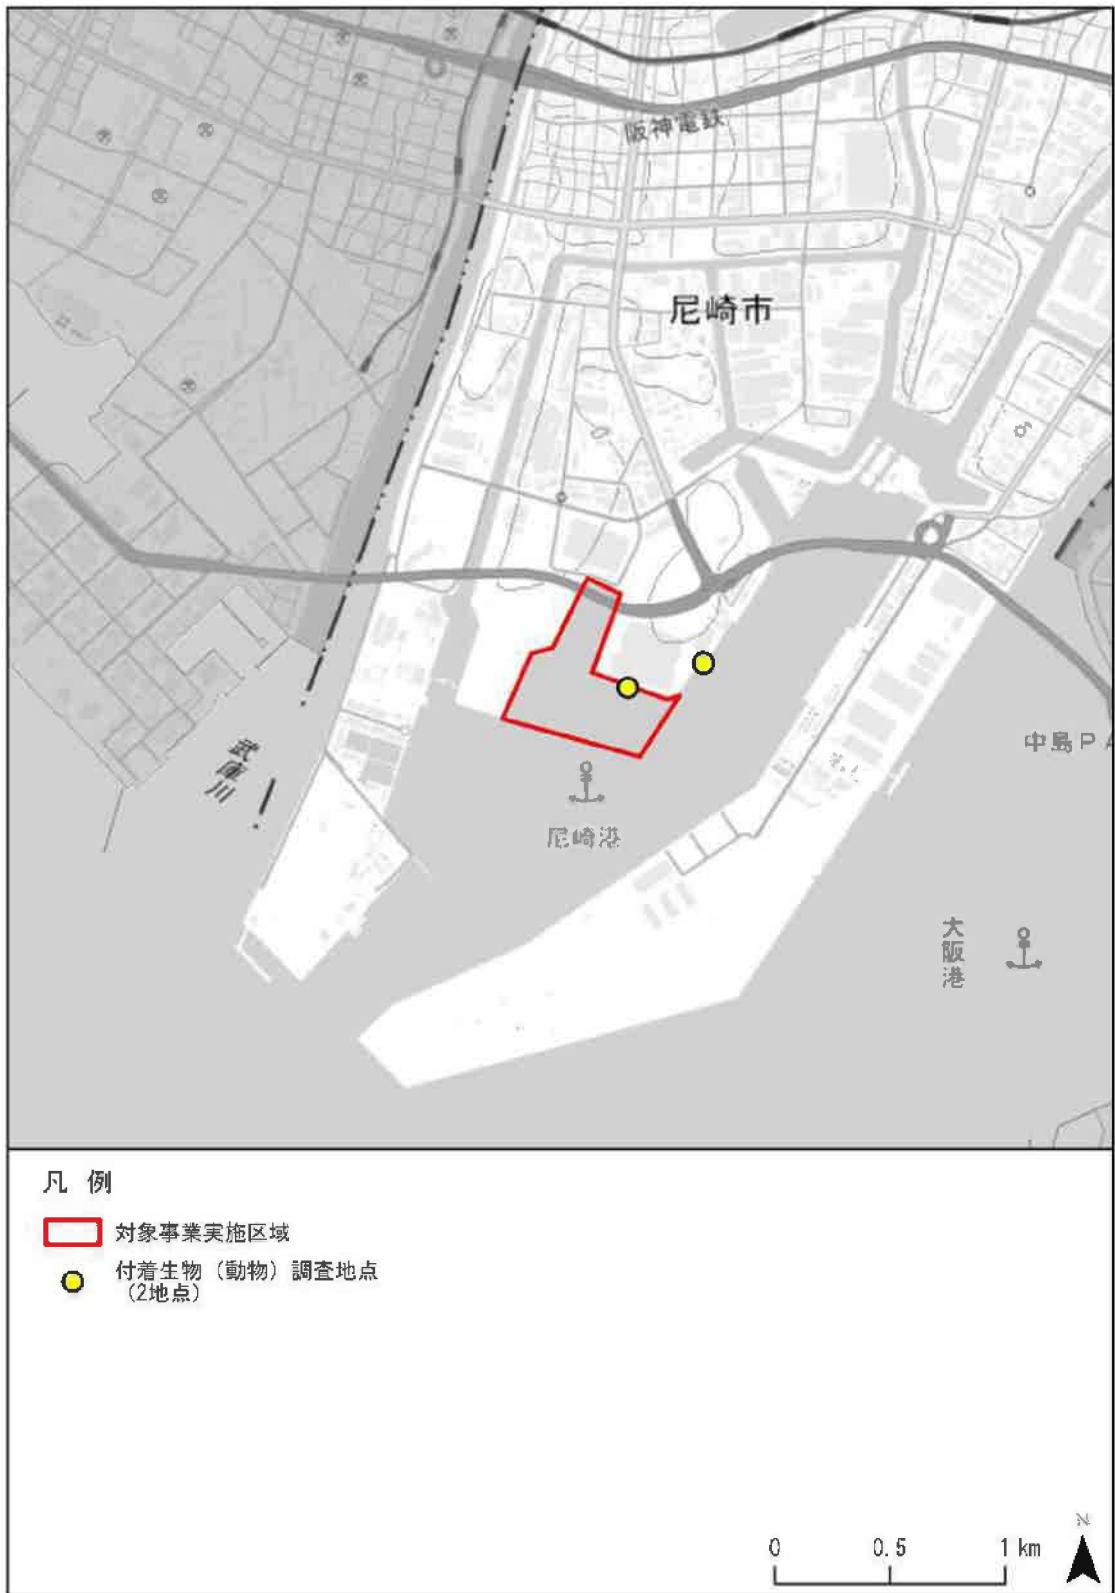 阪神電鉄
尼崎市
武庫川
中島P
尼崎港
大阪港
凡 例
対象事業実施区域
付着生物（動物）調査地点
（2地点）
0 0.5 1 km
N